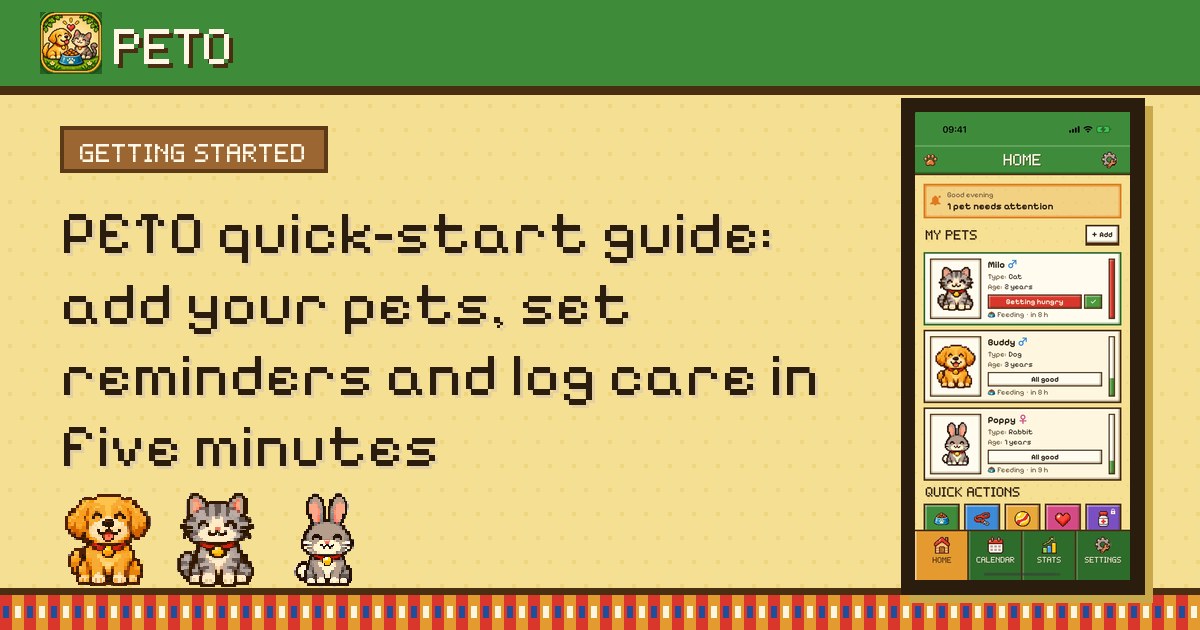 PETO
GETTING STARTED
PETO quick-start guide:
add your pets, set
reminders and log care in
five minutes
09:41
HOME
Good evening
1 pet needs attention
MY PETS
+ Add
Milo ♂
Type: Cat
Age: 2 years
Getting hungry
Feeding · in 8 h
Buddy ♂
Type: Dog
Age: 3 years
All good
Feeding · in 8 h
Poppy ♀
Type: Rabbit
Age: 1 years
All good
Feeding · in 9 h
QUICK ACTIONS
HOME
CALENDAR
STATS
SETTINGS